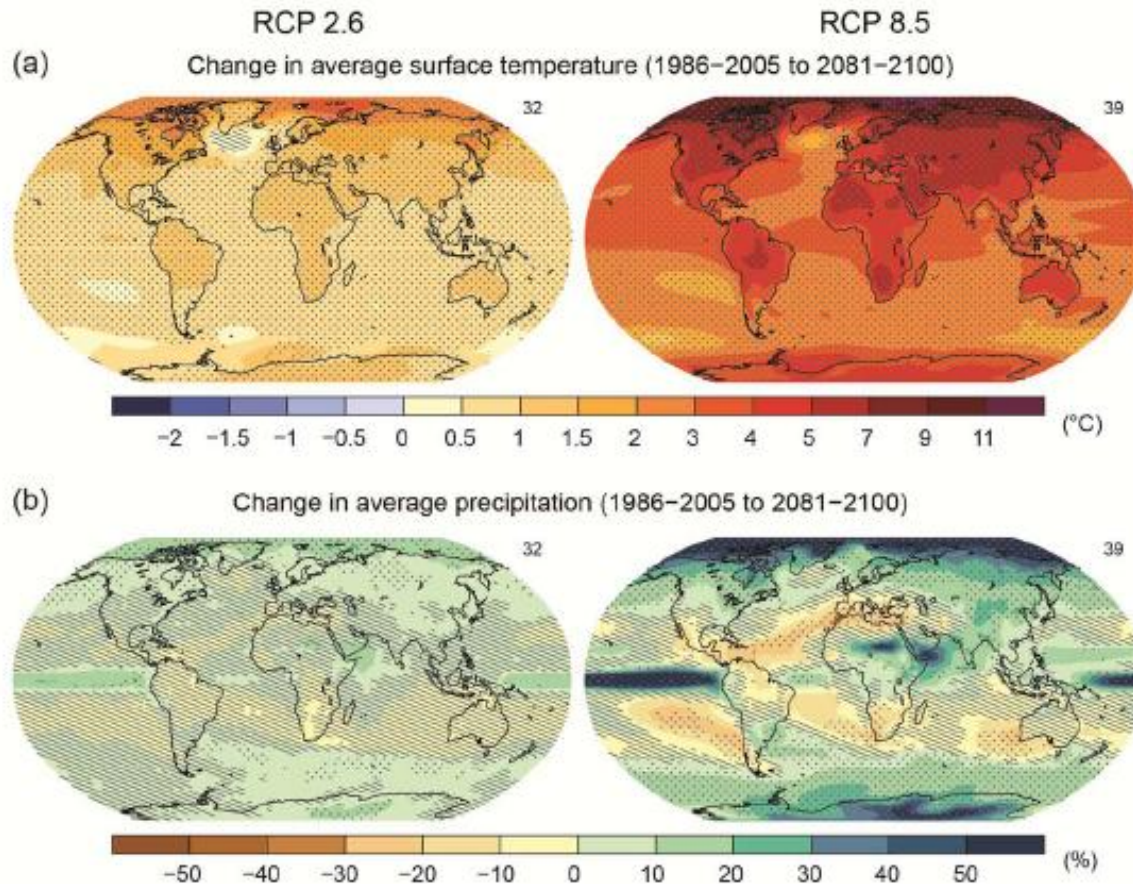 RCP 2.6
RCP 8.5
(a)
Change in average surface temperature (1986−2005 to 2081−2100)
32
39
−2 −1.5 −1 −0.5 0 0.5 1 1.5 2 3 4 5 7 9 11
(°C)
(b)
Change in average precipitation (1986−2005 to 2081−2100)
32
39
−50 −40 −30 −20 −10 0 10 20 30 40 50
(%)